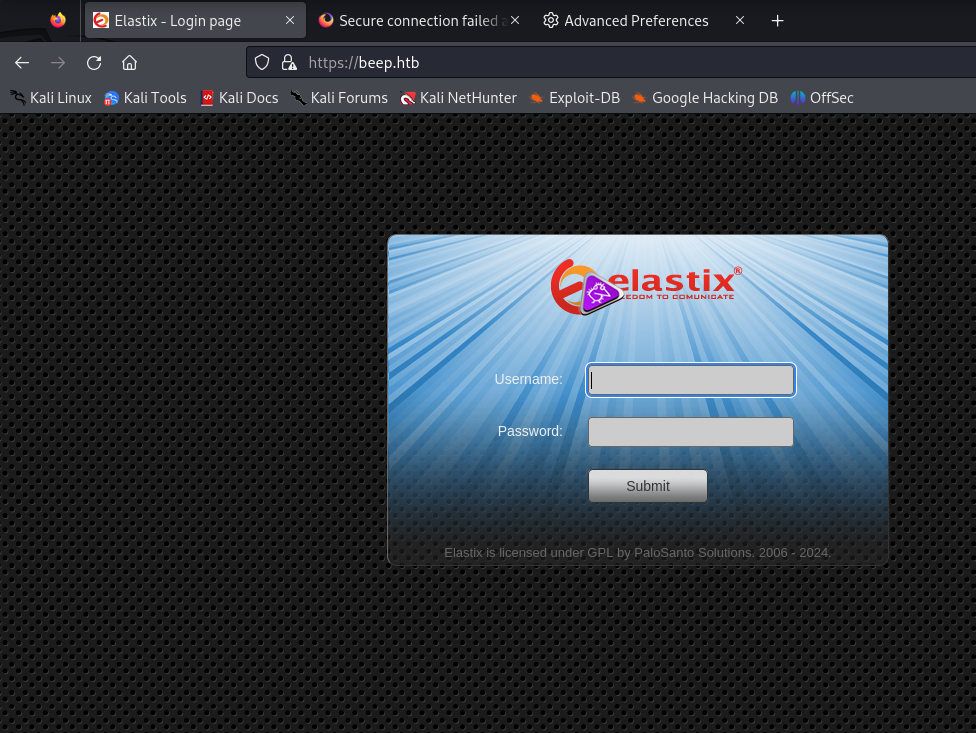 Elastix - Login page
Secure connection failed
Advanced Preferences
https://beep.htb
Kali Linux Kali Tools Kali Docs Kali Forums Kali NetHunter Exploit-DB Google Hacking DB OffSec
elastix®
EDOM TO COMUNICATE
Username:
Password:
Submit
Elastix is licensed under GPL by PaloSanto Solutions. 2006 - 2024.